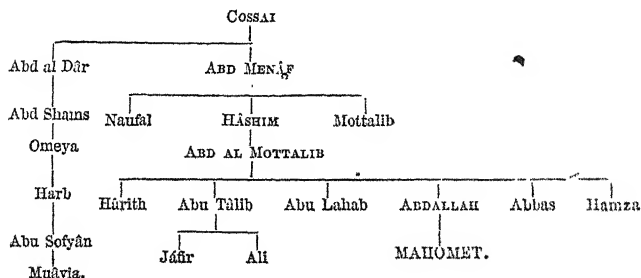 COSSAI
Abd al Dâr ABD MENÂF
Abd Shams Naufal HÂSHIM Mottalib
Omeya ABD AL MOTTALIB
Harb Hârith Abu Tâlib Abu Lahab ABDALLAH Abbas Hamza
Abu Sofyân Jáfir Ali MAHOMET.
Muâvia.